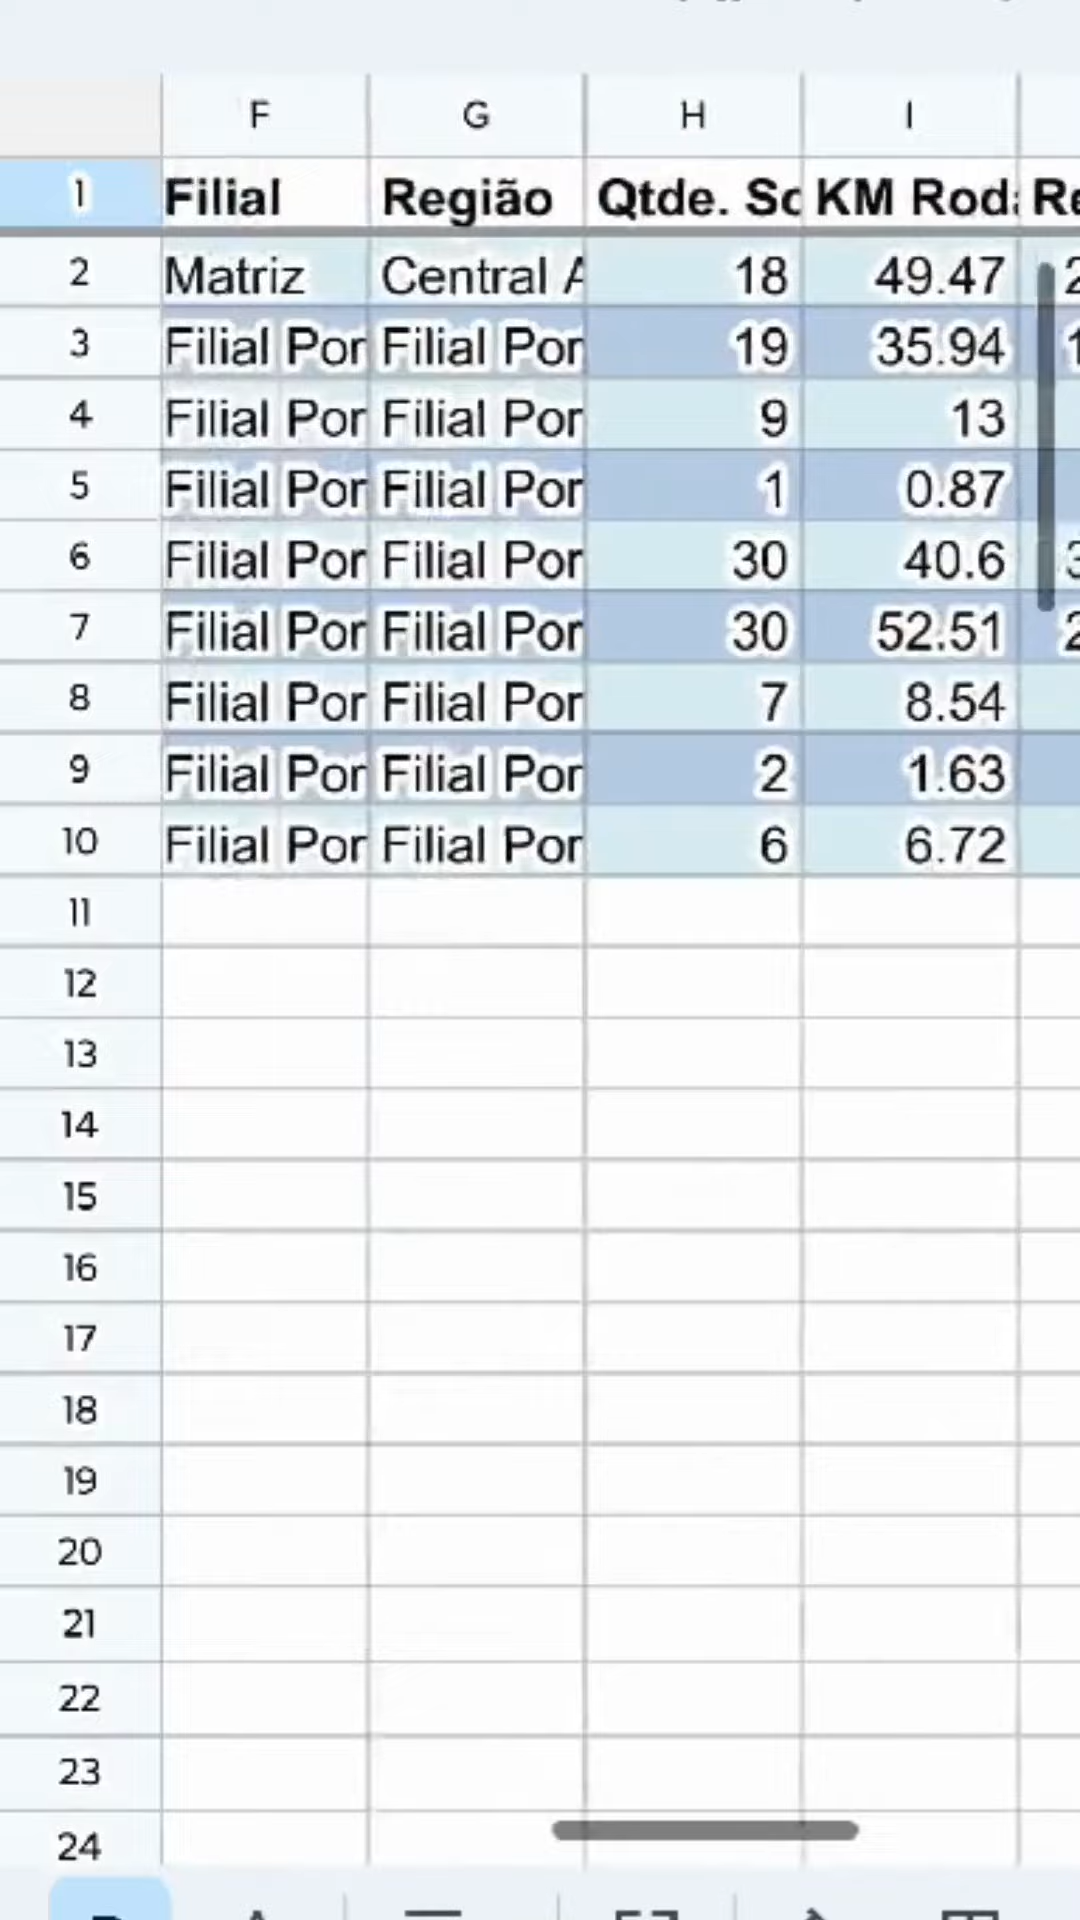 F G H I
1 Filial Região Qtde. Sc KM Roda Re
2 Matriz Central A 18 49.47 2
3 Filial Por Filial Por 19 35.94 1
4 Filial Por Filial Por 9 13
5 Filial Por Filial Por 1 0.87
6 Filial Por Filial Por 30 40.6 3
7 Filial Por Filial Por 30 52.51 2
8 Filial Por Filial Por 7 8.54
9 Filial Por Filial Por 2 1.63
10 Filial Por Filial Por 6 6.72
11
12
13
14
15
16
17
18
19
20
21
22
23
24